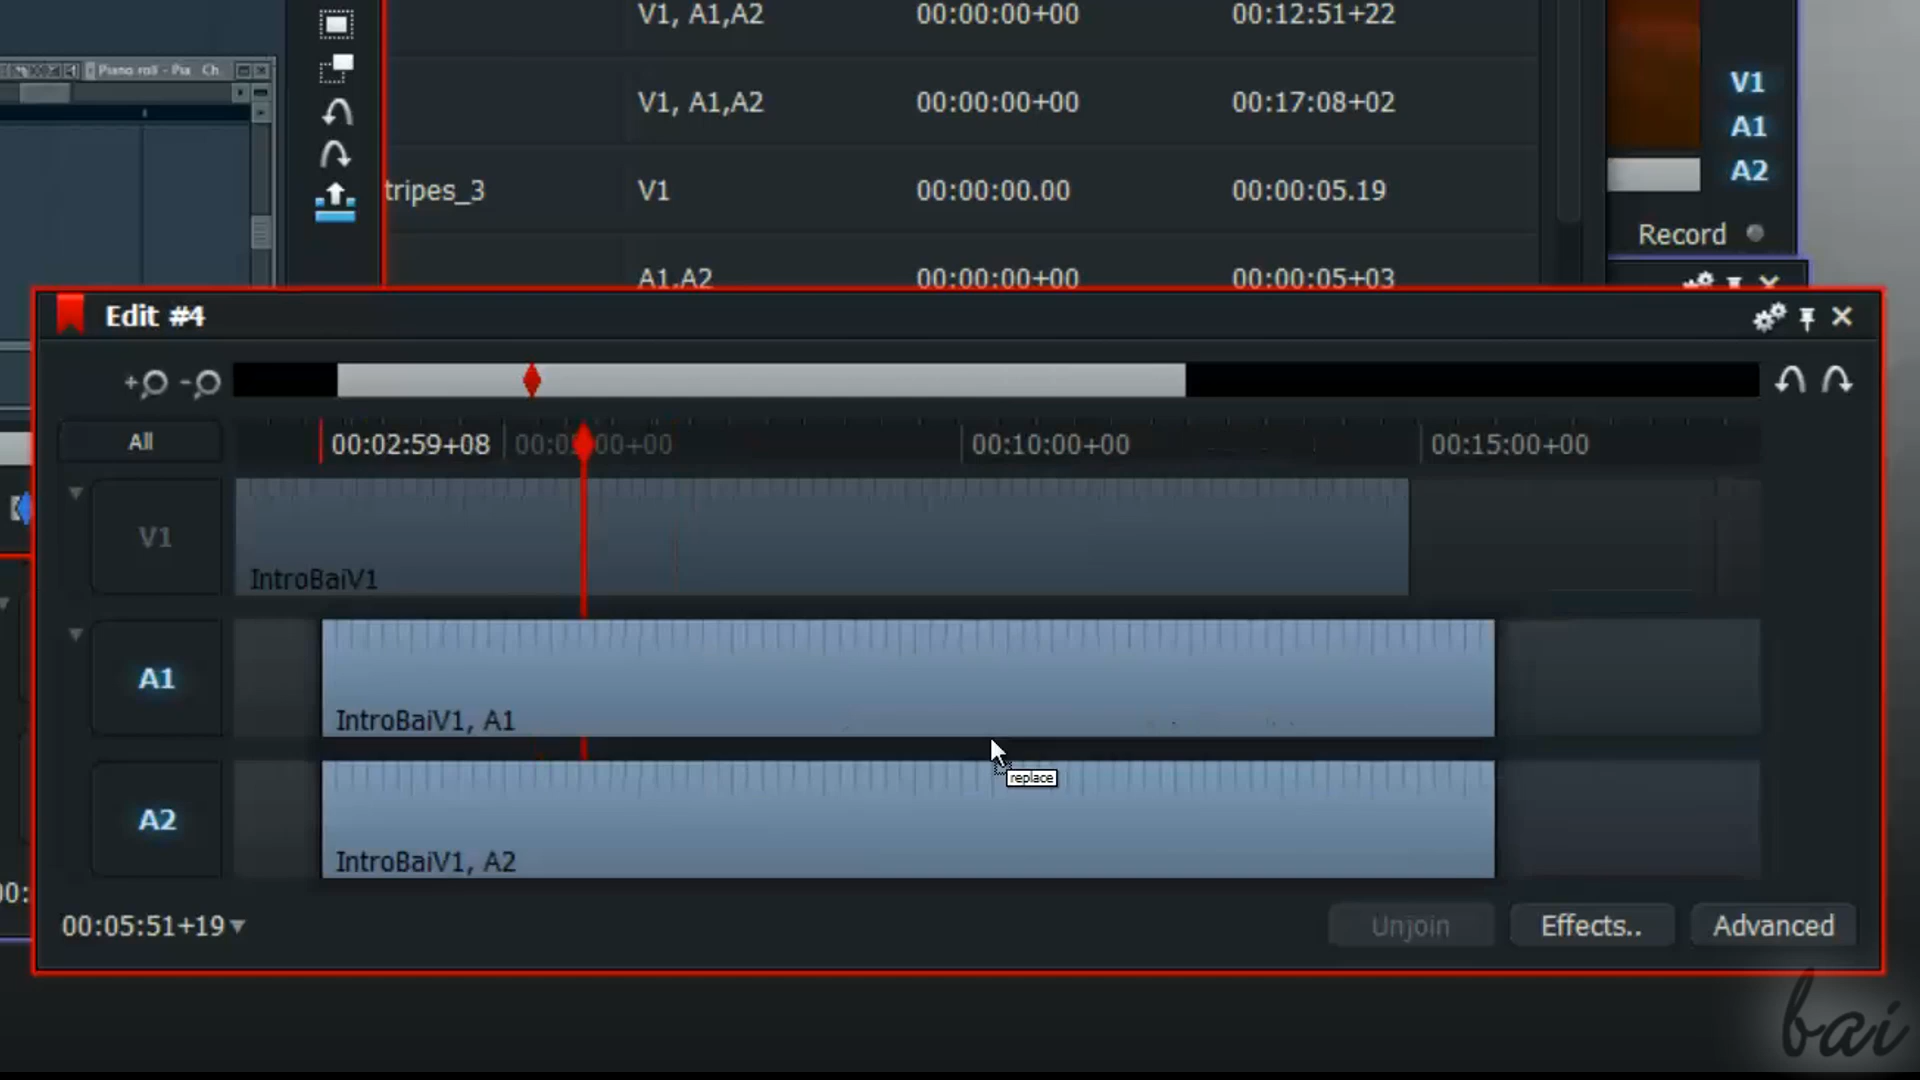 V1, A1,A2 00:00:00+00 00:12:51+22
Piano roll - Pia Ch
V1
V1, A1,A2 00:00:00+00 00:17:08+02
A1
A2
tripes_3 V1 00:00:00.00 00:00:05.19
Record
A1.A2 00:00:00+00 00:00:05+03
Edit #4
All 00:02:59+08 00:10:00+00 00:15:00+00
V1
IntroBaiV1
A1
IntroBaiV1, A1
replace
A2
IntroBaiV1, A2
00:
00:05:51+19 Unjoin Effects.. Advanced
bai